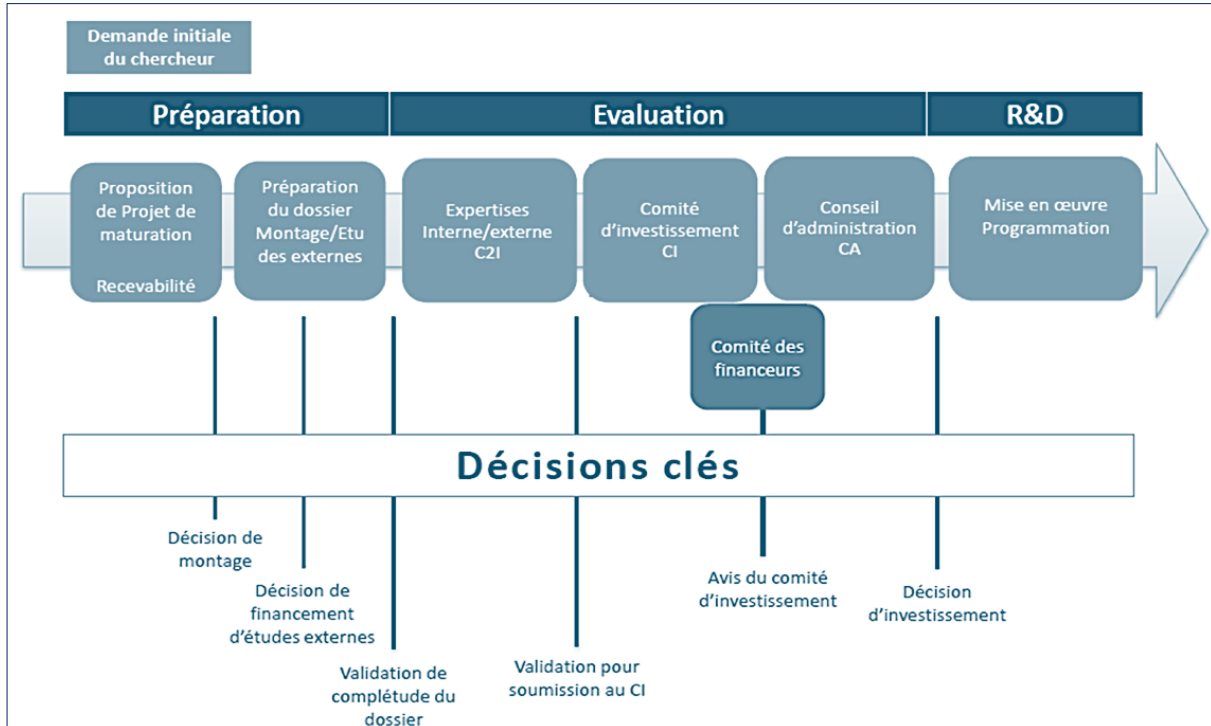 Demande initiale
du chercheur
Préparation
Evaluation
R&D
Proposition
de Projet de
maturation
Recevabilité
Préparation
du dossier
Montage/Etu
des externes
Expertises
Interne/externe
C2I
Comité
d'investissement
CI
Conseil
d'administration
CA
Mise en œuvre
Programmation
Comité des
financeurs
Décisions clés
Décision de
montage
Décision de
financement
d'études externes
Validation de
complétude du
dossier
Validation pour
soumission au CI
Avis du comité
d'investissement
Décision
d'investissement